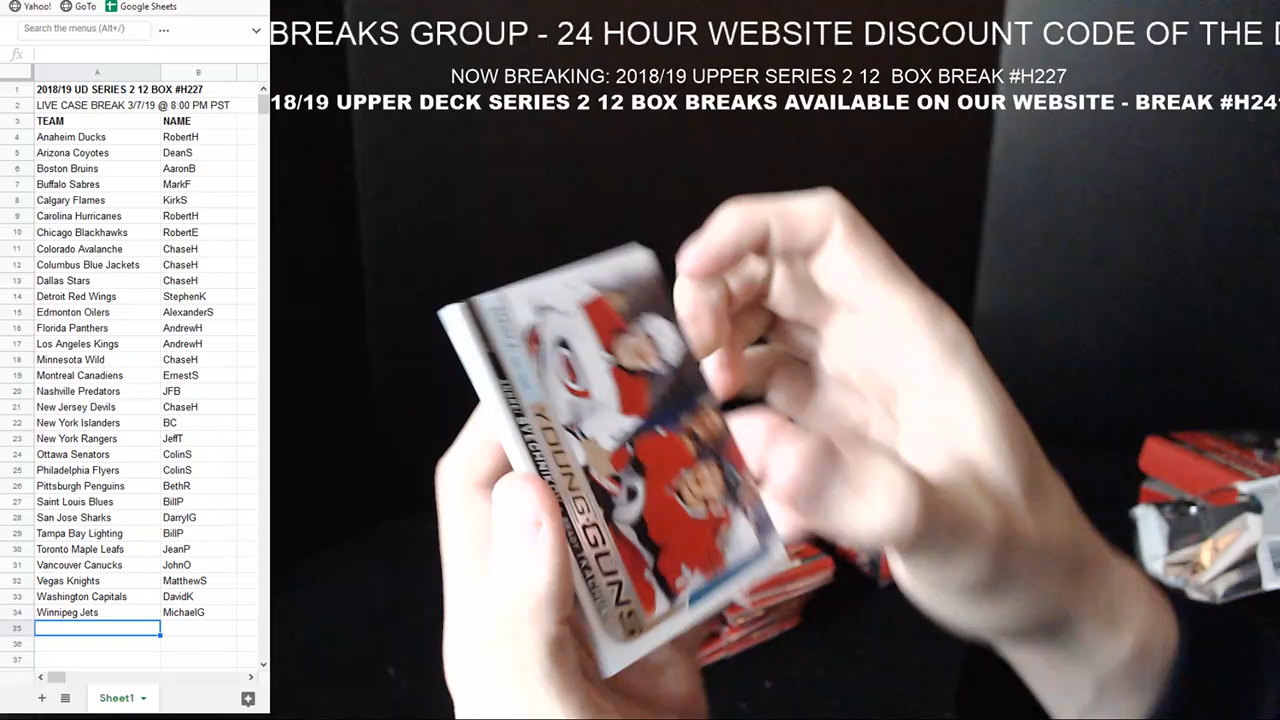 Yahoo! GoTo Google Sheets
Search the menus (Alt+/)
fx
A B
1 2018/19 UD SERIES 2 12 BOX #H227
2 LIVE CASE BREAK 3/7/19 @ 8:00 PM PST
3 TEAM NAME
4 Anaheim Ducks RobertH
5 Arizona Coyotes DeanS
6 Boston Bruins AaronB
7 Buffalo Sabres MarkF
8 Calgary Flames KirkS
9 Carolina Hurricanes RobertH
10 Chicago Blackhawks RobertE
11 Colorado Avalanche ChaseH
12 Columbus Blue Jackets ChaseH
13 Dallas Stars ChaseH
14 Detroit Red Wings StephenK
15 Edmonton Oilers AlexanderS
16 Florida Panthers AndrewH
17 Los Angeles Kings AndrewH
18 Minnesota Wild ChaseH
19 Montreal Canadiens ErnestS
20 Nashville Predators JFB
21 New Jersey Devils ChaseH
22 New York Islanders BC
23 New York Rangers JeffT
24 Ottawa Senators ColinS
25 Philadelphia Flyers ColinS
26 Pittsburgh Penguins BethR
27 Saint Louis Blues BillP
28 San Jose Sharks DarrylG
29 Tampa Bay Lighting BillP
30 Toronto Maple Leafs JeanP
31 Vancouver Canucks JohnO
32 Vegas Knights MatthewS
33 Washington Capitals DavidK
34 Winnipeg Jets MichaelG
35
36
37
Sheet1
BREAKS GROUP - 24 HOUR WEBSITE DISCOUNT CODE OF THE
NOW BREAKING: 2018/19 UPPER SERIES 2 12 BOX BREAK #H227
18/19 UPPER DECK SERIES 2 12 BOX BREAKS AVAILABLE ON OUR WEBSITE - BREAK #H24
YOUNG GUNS